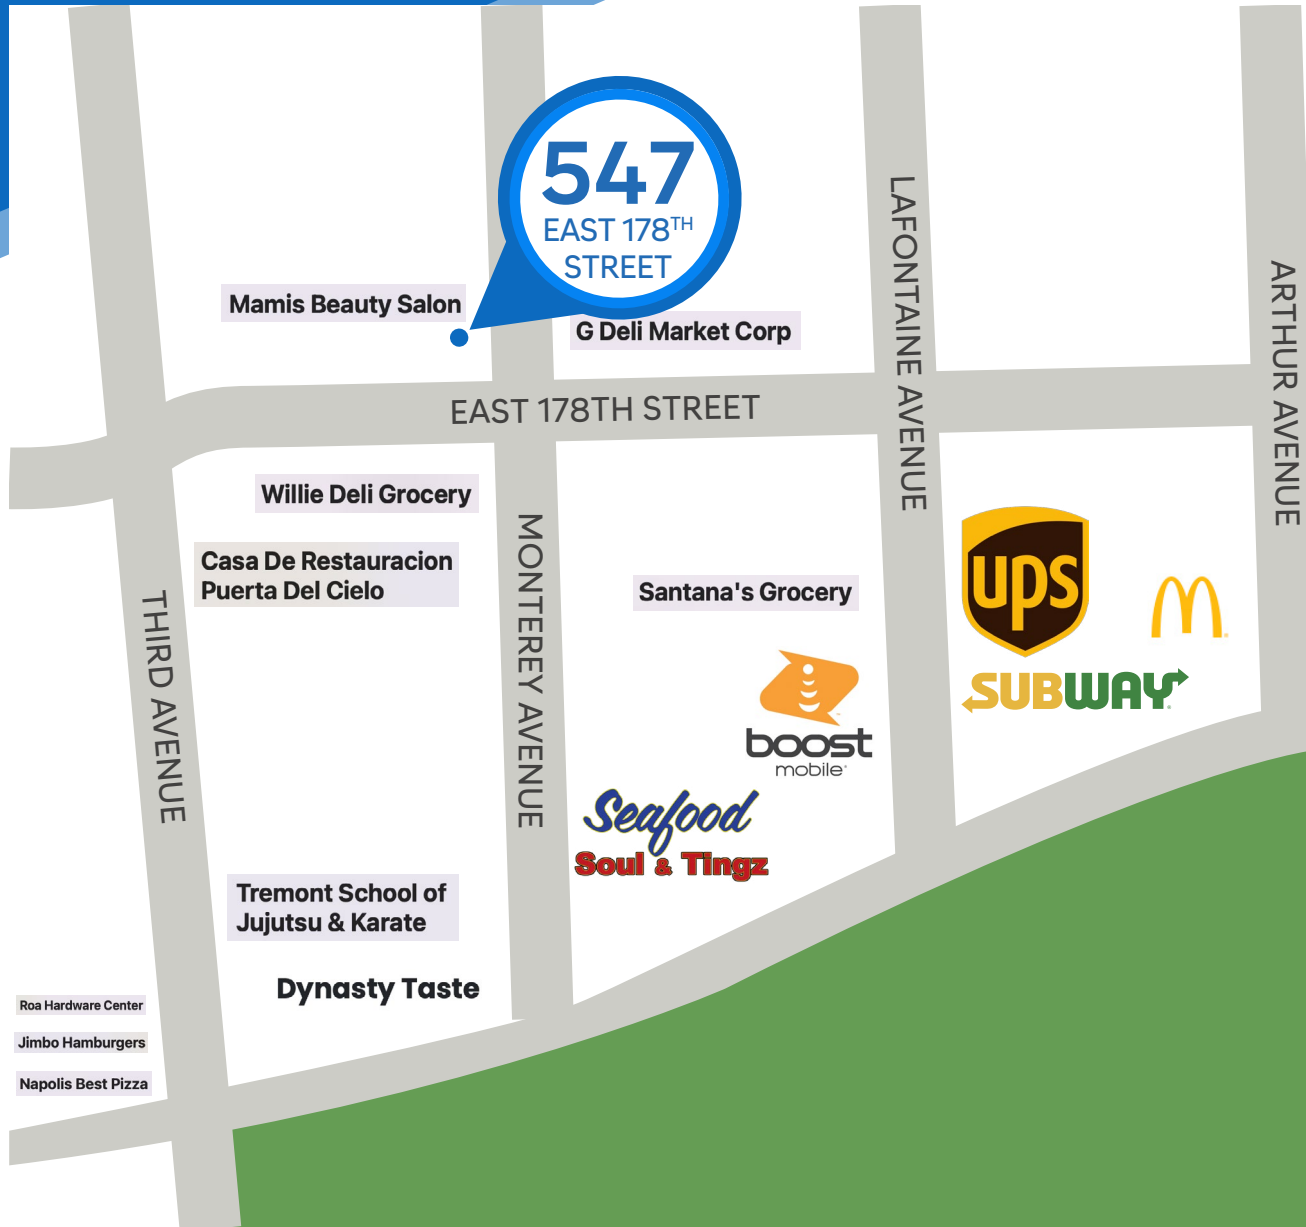 547
EAST 178TH
STREET
Mamis Beauty Salon
G Deli Market Corp
EAST 178TH STREET
LAFONTAINE AVENUE
ARTHUR AVENUE
Willie Deli Grocery
Casa De Restauracion
Puerta Del Cielo
THIRD AVENUE
MONTEREY AVENUE
Santana's Grocery
ups
SUBWAY
boost
mobile
Seafood
Soul & Tingz
Tremont School of
Jujutsu & Karate
Dynasty Taste
Roa Hardware Center
Jimbo Hamburgers
Napolis Best Pizza